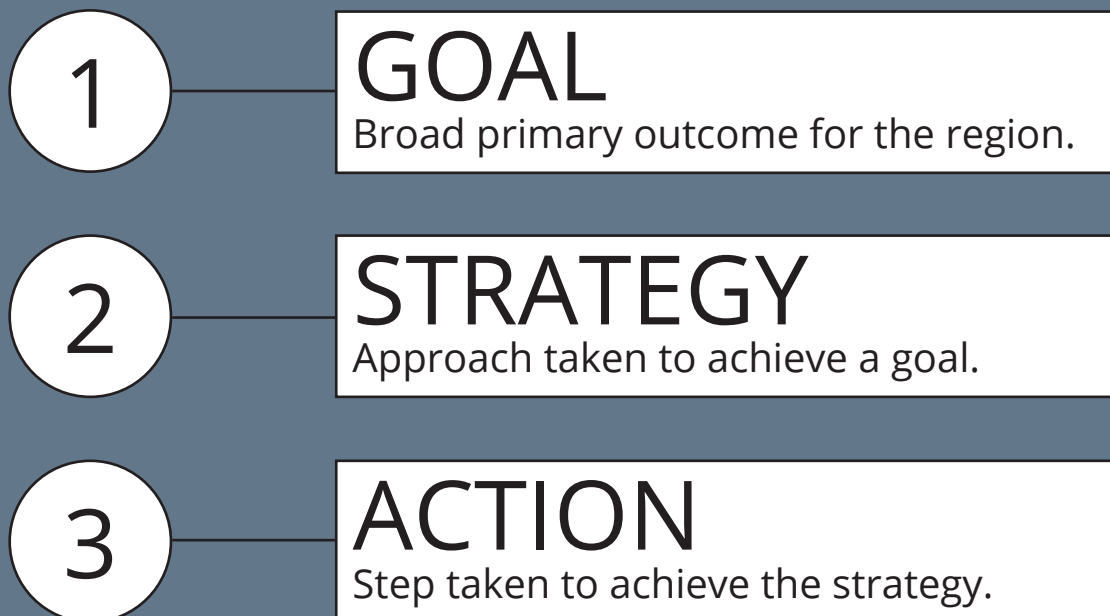 1
GOAL
Broad primary outcome for the region.
2
STRATEGY
Approach taken to achieve a goal.
3
ACTION
Step taken to achieve the strategy.